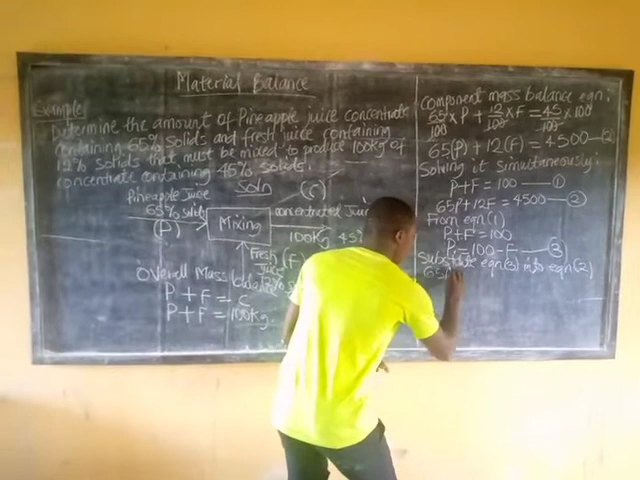 Material Balance
Example
Determine the amount of Pineapple juice concentrate
containing 65% solids and fresh juice containing
12% solids that must be mixed to produce 100kg of
concentrate containing 45% solids.
Soln
Pineapple Juice
65% solids
(P)
Mixing
(C)
concentrated Juice
100Kg 45%
Fresh (F)
Juice
12% s
Overall Mass balance
P + F = C
P + F = 100kg
Component mass balance eqn:
65/100 x P + 12/100 x F = 45/100 x 100
65(P) + 12(F) = 4500 — (2)
Solving it simultaneously:
P+F = 100 — (1)
65P+12F = 4500 — (2)
From eqn (1)
P+F = 100
P = 100-F — (3)
Substitute eqn (3) into eqn (2)
65